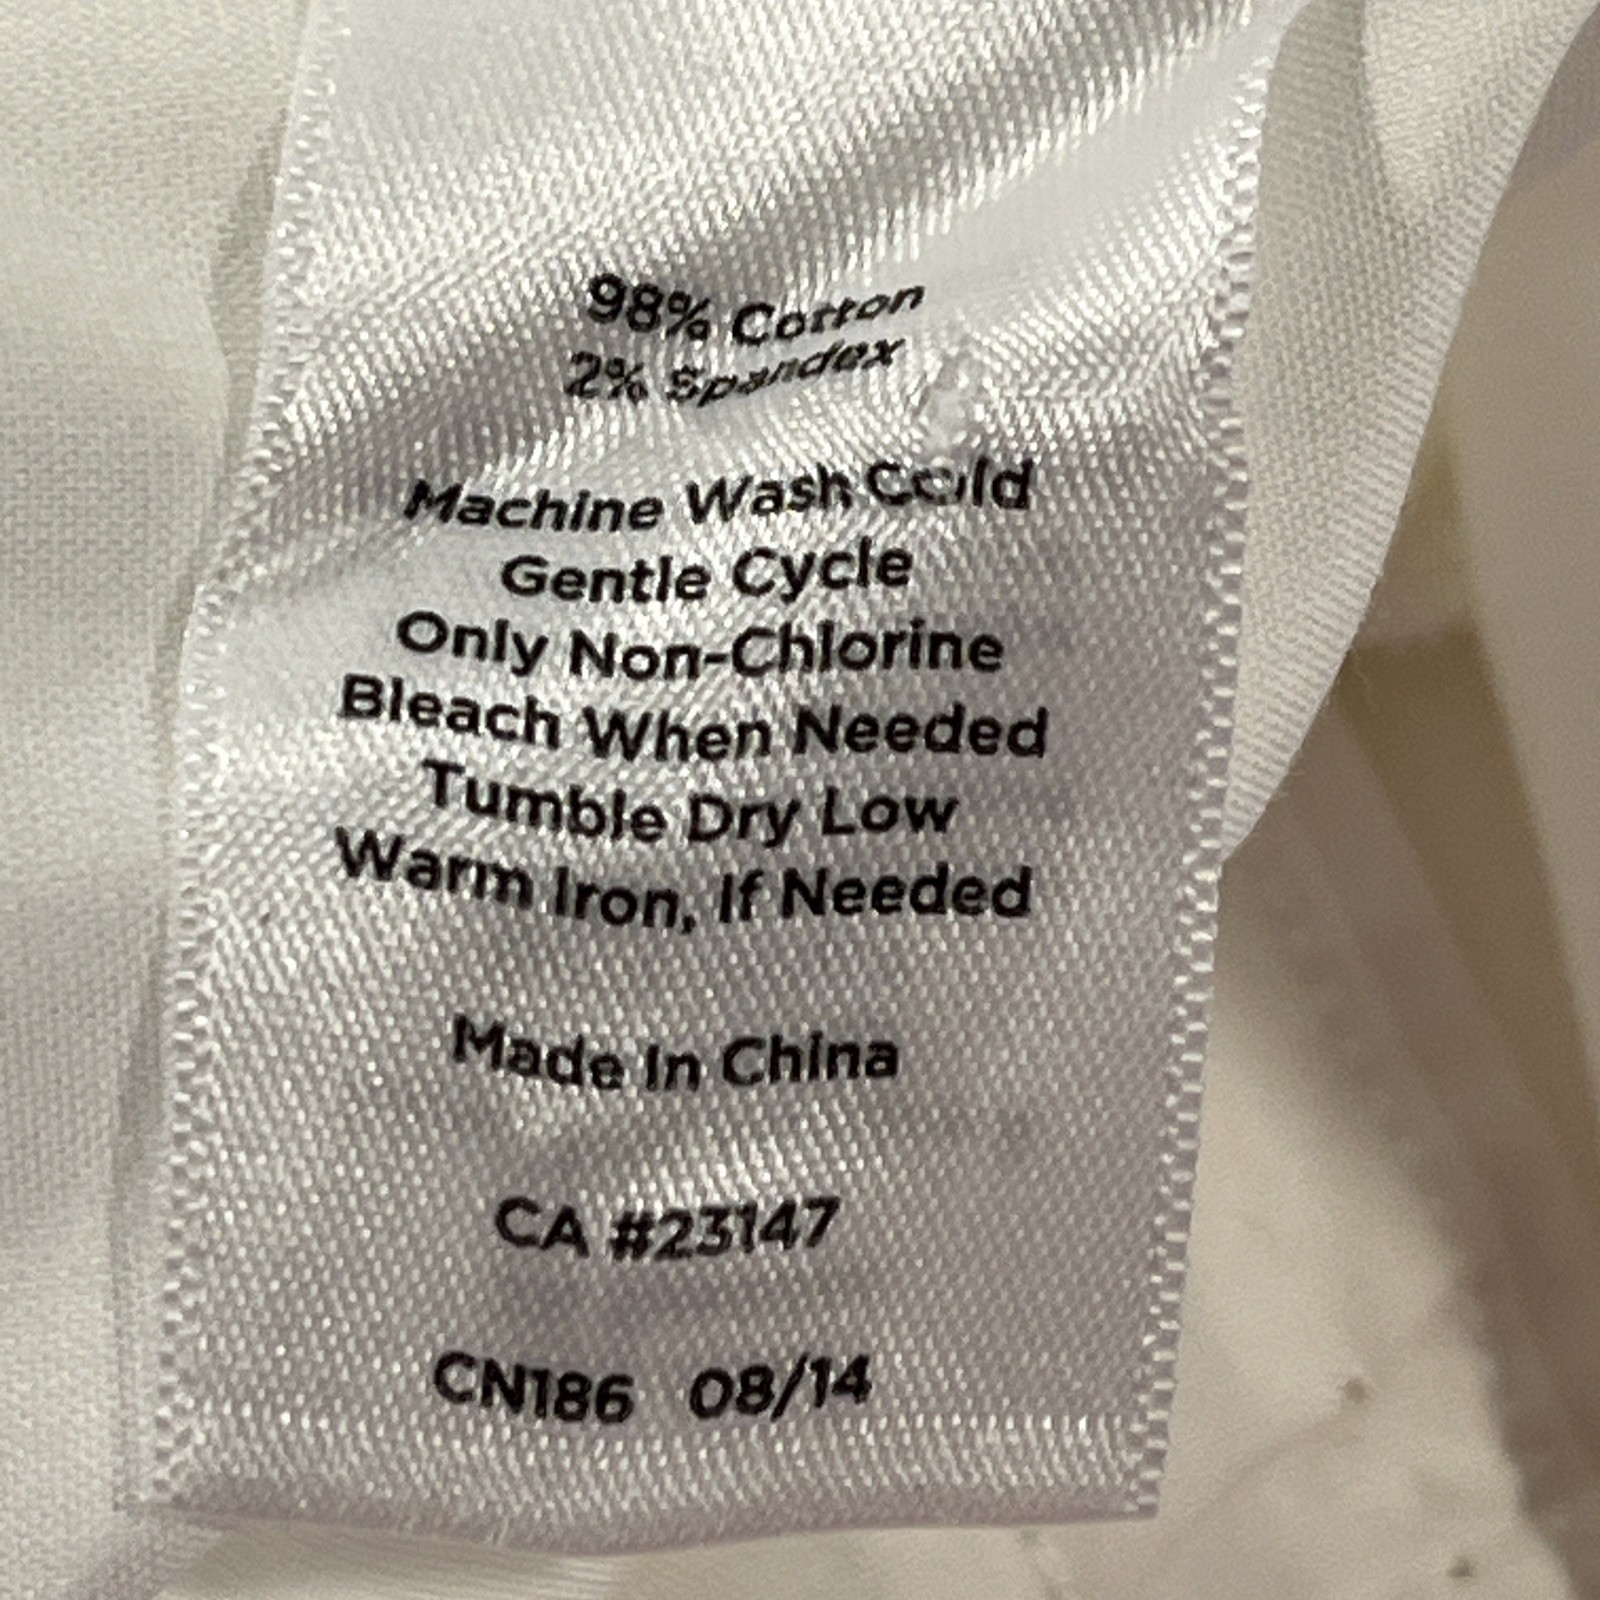 98% Cotton
2% Spandex
Machine Wash Cold
Gentle Cycle
Only Non-Chlorine
Bleach When Needed
Tumble Dry Low
Warm Iron, If Needed
Made In China
CA #23147
CN186 08/14